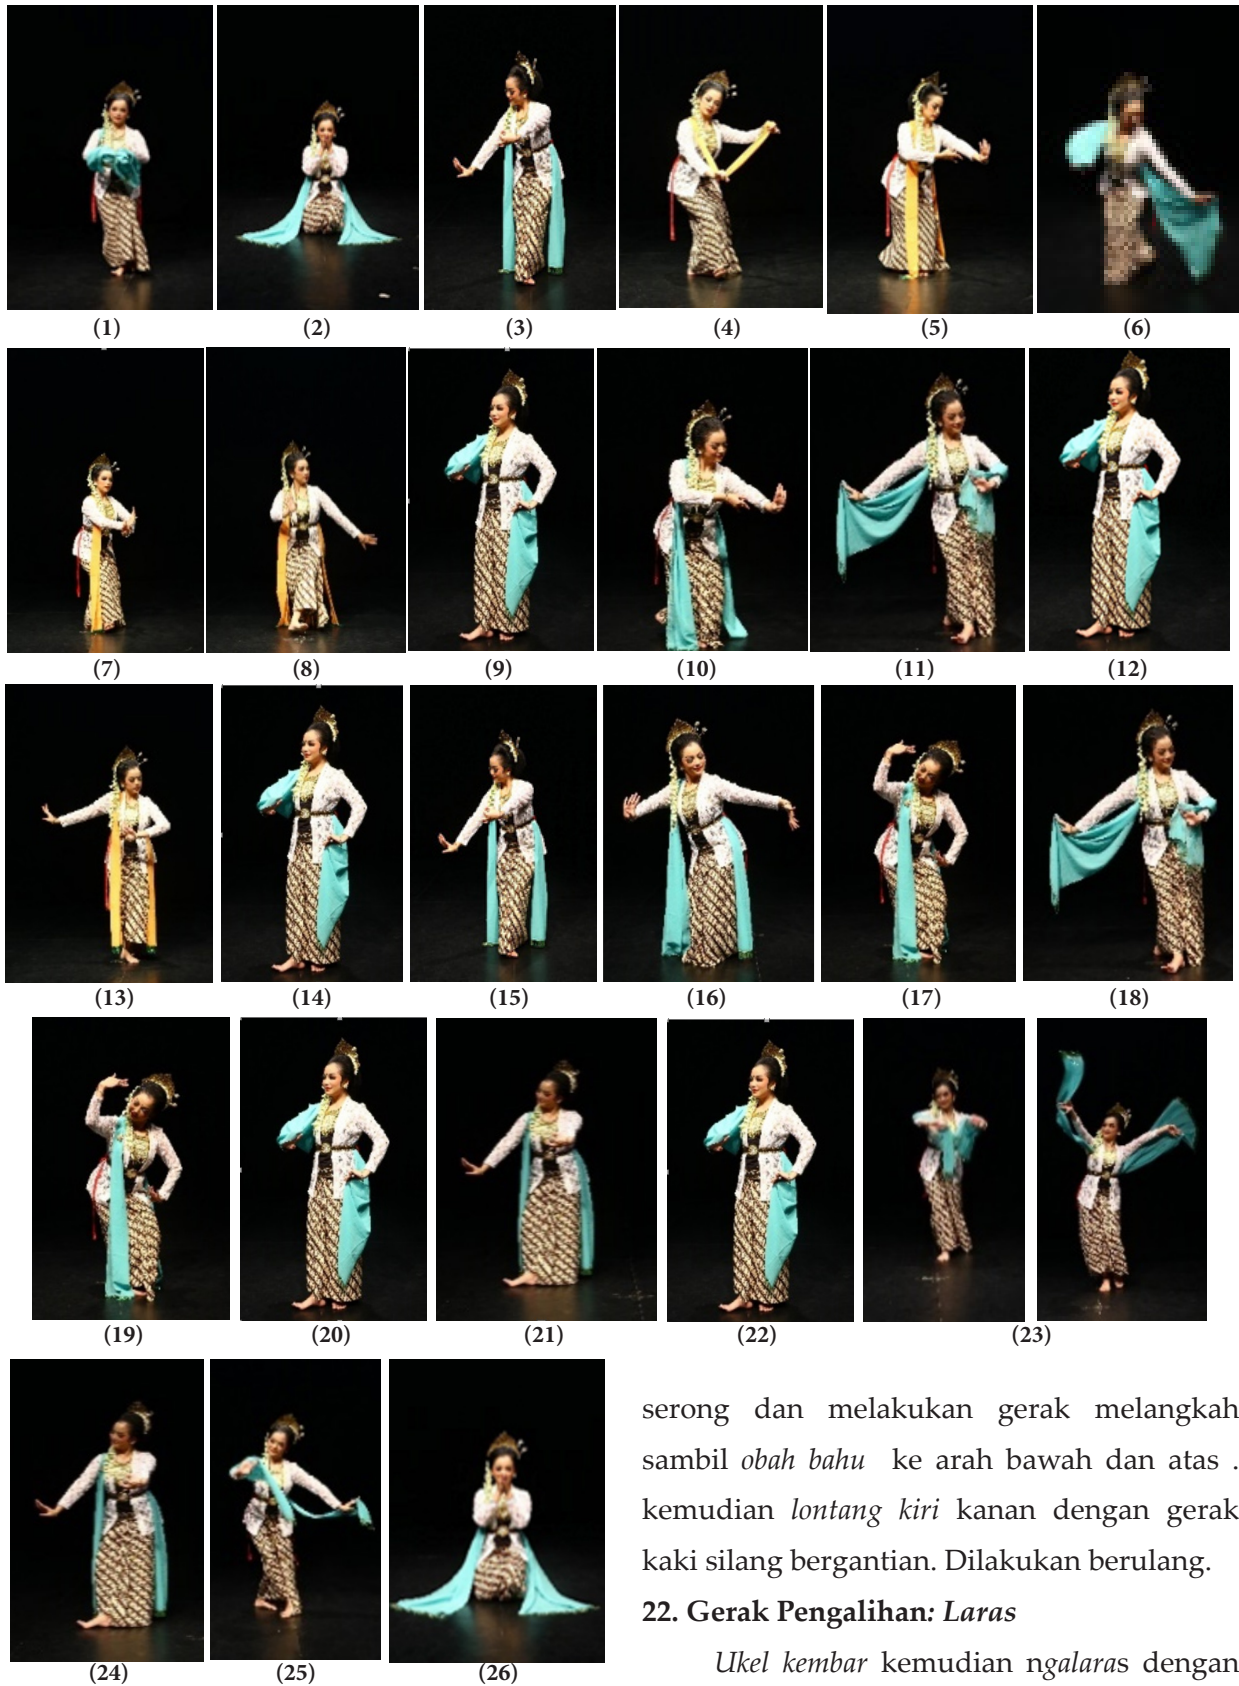 (1) (2) (3) (4) (5) (6)
(7) (8) (9) (10) (11) (12)
(13) (14) (15) (16) (17) (18)
(19) (20) (21) (22) (23)
(24) (25) (26)
serong dan melakukan gerak melangkah
sambil obah bahu ke arah bawah dan atas .
kemudian lontang kiri kanan dengan gerak
kaki silang bergantian. Dilakukan berulang.
22. Gerak Pengalihan: Laras
Ukel kembar kemudian ngalaras dengan